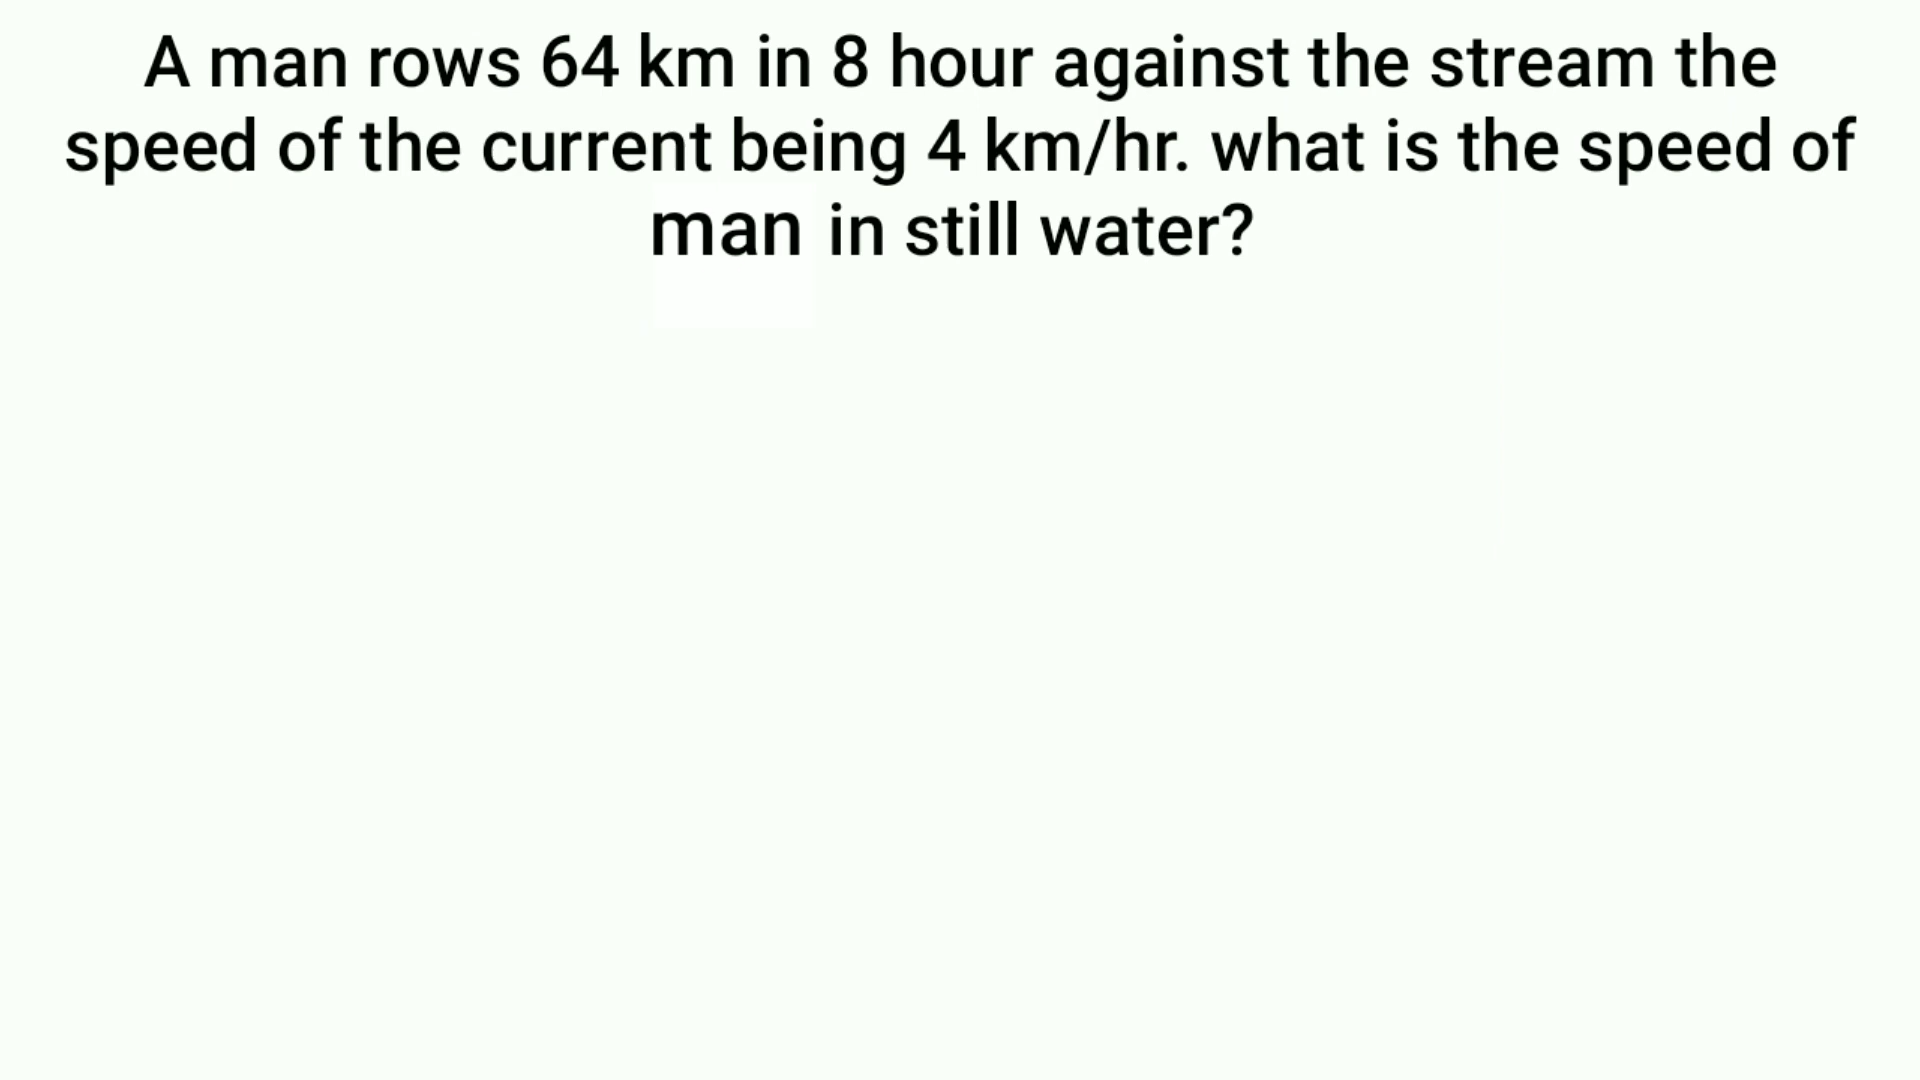 A man rows 64 km in 8 hour against the stream the
speed of the current being 4 km/hr. what is the speed of
man in still water?